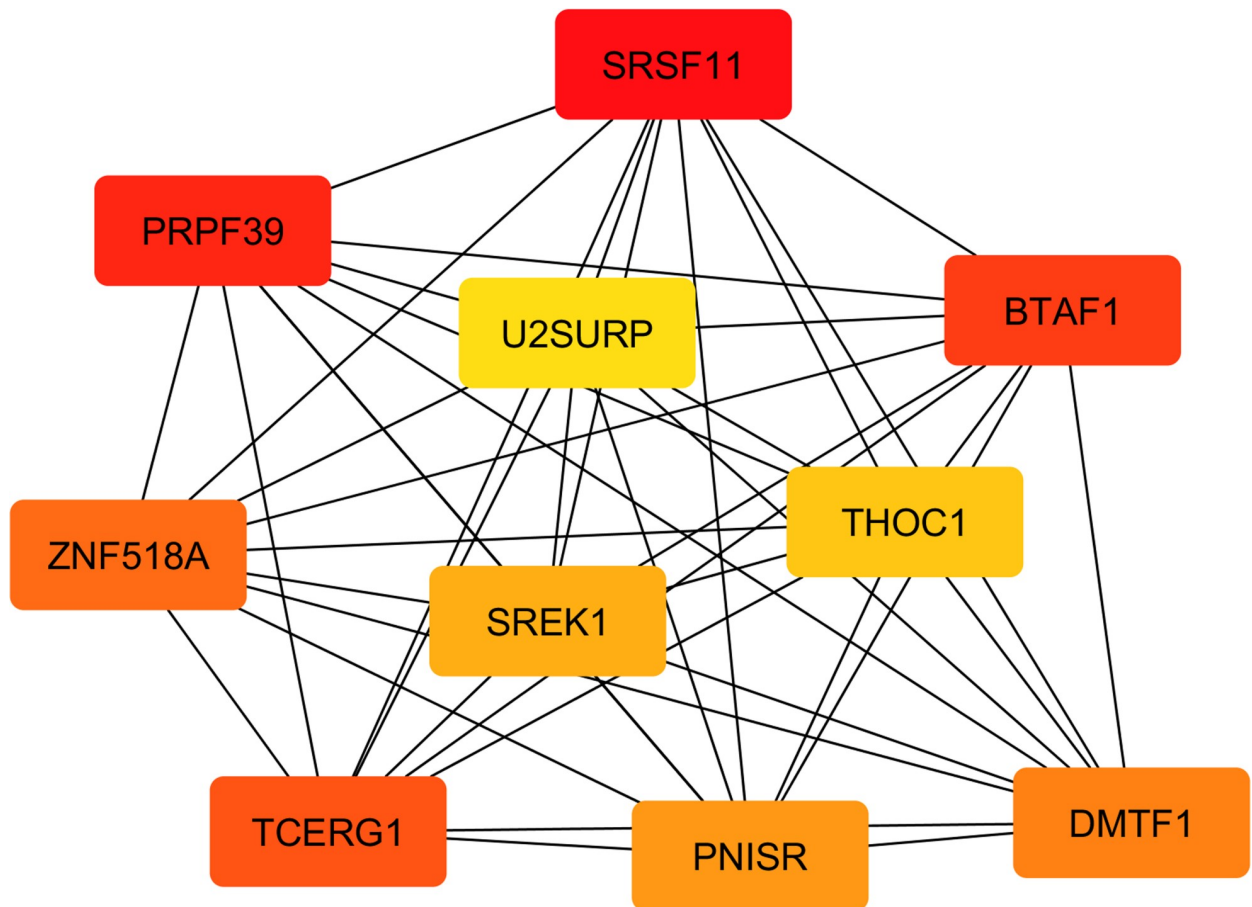 SRSF11
PRPF39
BTAF1
U2SURP
THOC1
ZNF518A
SREK1
TCERG1
PNISR
DMTF1